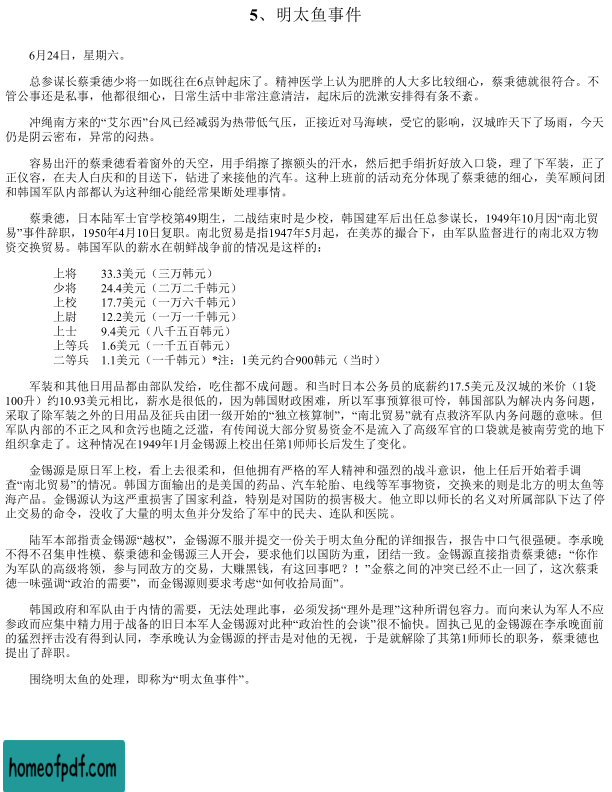 5、明太鱼事件
6月24日，星期六。
总参谋长蔡秉德少将一如既往在6点钟起床了。精神医学上认为肥胖的人大多比较细心，蔡秉德就很符合。不
管公事还是私事，他都很细心，日常生活中非常注意清洁，起床后的洗漱安排得有条不紊。
冲绳南方来的“艾尔西”台风已经减弱为热带低气压，正接近对马海峡，受它的影响，汉城昨天下了场雨，今天
仍是阴云密布，异常的闷热。
容易出汗的蔡秉德看着窗外的天空，用手绢擦了擦额头的汗水，然后把手绢折好放入口袋，理了下军装，正了
正仪容，在夫人白庆和的目送下，钻进了来接他的汽车。这种上班前的活动充分体现了蔡秉德的细心，美军顾问团
和韩国军队内部都认为这种细心能经常果断处理事情。
蔡秉德，日本陆军士官学校第49期生，二战结束时是少校，韩国建军后出任总参谋长，1949年10月因“南北贸
易”事件辞职，1950年4月10日复职。南北贸易是指1947年5月起，在美苏的撮合下，由军队监督进行的南北双方物
资交换贸易。韩国军队的薪水在朝鲜战争前的情况是这样的：
上将 33.3美元（三万韩元）
少将 24.4美元（二万二千韩元）
上校 17.7美元（一万六千韩元）
上尉 12.2美元（一万一千韩元）
上士 9.4美元（八千五百韩元）
上等兵 1.6美元（一千五百韩元）
二等兵 1.1美元（一千韩元）*注：1美元约合900韩元（当时）
军装和其他日用品都由部队发给，吃住都不成问题。和当时日本公务员的底薪约17.5美元及汉城的米价（1袋
100升）约10.93美元相比，薪水是很低的，因为韩国财政困难，所以军事预算很可怜，韩国部队为解决内务问题，
采取了除军装之外的日用品及征兵由团一级开始的“独立核算制”，“南北贸易”就有点救济军队内务问题的意味。但
军队内部的不正之风和贪污也随之泛滥，有传闻说大部分贸易资金不是流入了高级军官的口袋就是被南劳党的地下
组织拿走了。这种情况在1949年1月金锡源上校出任第1师师长后发生了变化。
金锡源是原日军上校，看上去很柔和，但他拥有严格的军人精神和强烈的战斗意识，他上任后开始着手调
查“南北贸易”的情况。韩国方面输出的是美国的药品、汽车轮胎、电线等军事物资，交换来的则是北方的明太鱼等
海产品。金锡源认为这严重损害了国家利益，特别是对国防的损害极大。他立即以师长的名义对所属部队下达了停
止交易的命令，没收了大量的明太鱼并分发给了军中的民夫、连队和医院。
陆军本部指责金锡源“越权”，金锡源不服并提交一份关于明太鱼分配的详细报告，报告中口气很强硬。李承晚
不得不召集申性模、蔡秉德和金锡源三人开会，要求他们以国防为重，团结一致。金锡源直接指责蔡秉德：“你作
为军队的高级将领，参与同敌方的交易，大赚黑钱，有这回事吧？！”金蔡之间的冲突已经不止一回了，这次蔡秉
德一味强调“政治的需要”，而金锡源则要求考虑“如何收拾局面”。
韩国政府和军队由于内情的需要，无法处理此事，必须发扬“理外是理”这种所谓包容力。而向来认为军人不应
参政而应集中精力用于战备的旧日本军人金锡源对此种“政治性的会谈”很不愉快。固执己见的金锡源在李承晚面前
的猛烈抨击没有得到认同，李承晚认为金锡源的抨击是对他的无视，于是就解除了其第1师师长的职务，蔡秉德也
提出了辞职。
围绕明太鱼的处理，即称为“明太鱼事件”。
homeofpdf.com